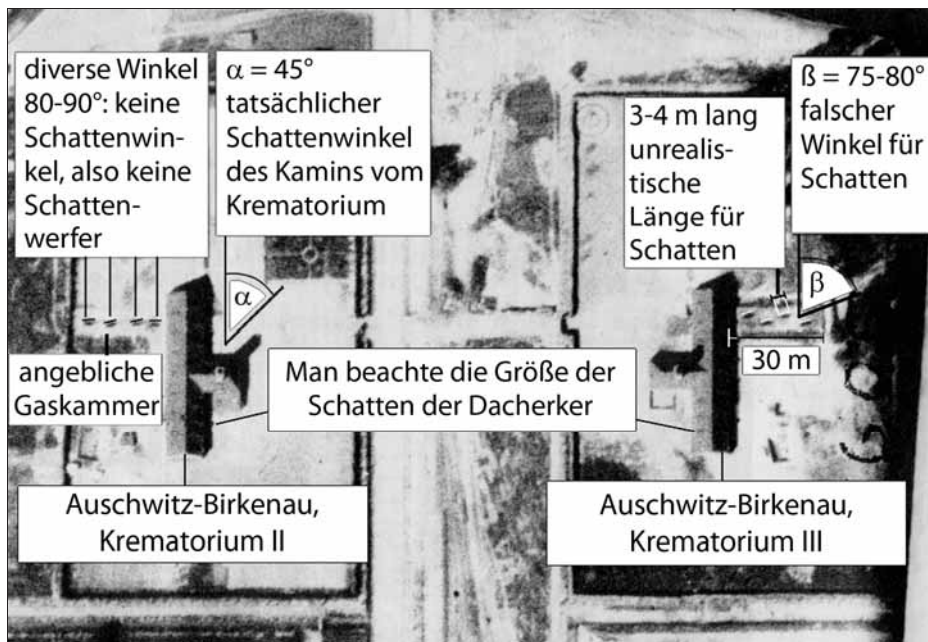 diverse Winkel
80-90°: keine
Schattenwin-
kel, also keine
Schatten-
werfer
α = 45°
tatsächlicher
Schattenwinkel
des Kamins vom
Krematorium
3-4 m lang
unrealis-
tische
Länge für
Schatten
ß = 75-80°
falscher
Winkel für
Schatten
α
β
30 m
angebliche
Gaskammer
Man beachte die Größe der
Schatten der Dacherker
Auschwitz-Birkenau,
Krematorium II
Auschwitz-Birkenau,
Krematorium III